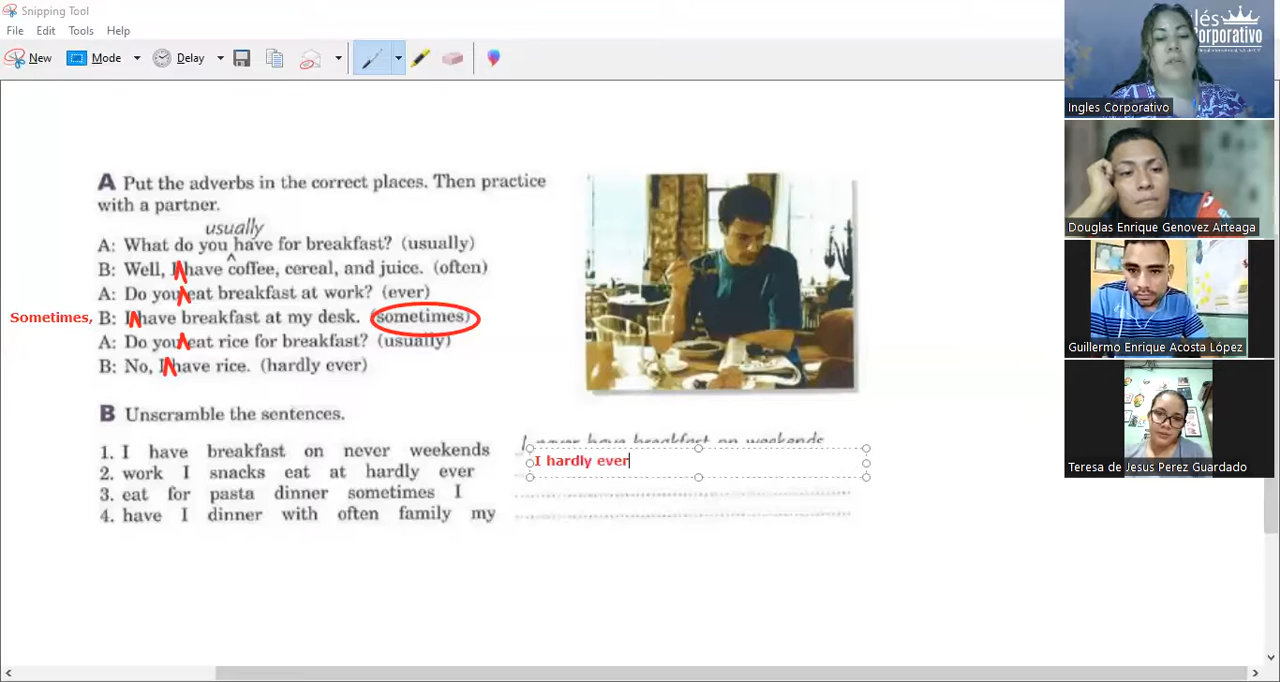 Snipping Tool
File Edit Tools Help
New Mode Delay
lés
orporativo
Ingles Corporativo
Douglas Enrique Genovez Arteaga
Guillermo Enrique Acosta López
Teresa de Jesus Perez Guardado
A Put the adverbs in the correct places. Then practice
with a partner.
usually
A: What do you have for breakfast? (usually)
B: Well, I have coffee, cereal, and juice. (often)
A: Do you eat breakfast at work? (ever)
Sometimes, B: I have breakfast at my desk. (sometimes)
A: Do you eat rice for breakfast? (usually)
B: No, I have rice. (hardly ever)
B Unscramble the sentences.
1. I have breakfast on never weekends I never have breakfast on weekends
2. work I snacks eat at hardly ever I hardly ever
3. eat for pasta dinner sometimes I
4. have I dinner with often family my